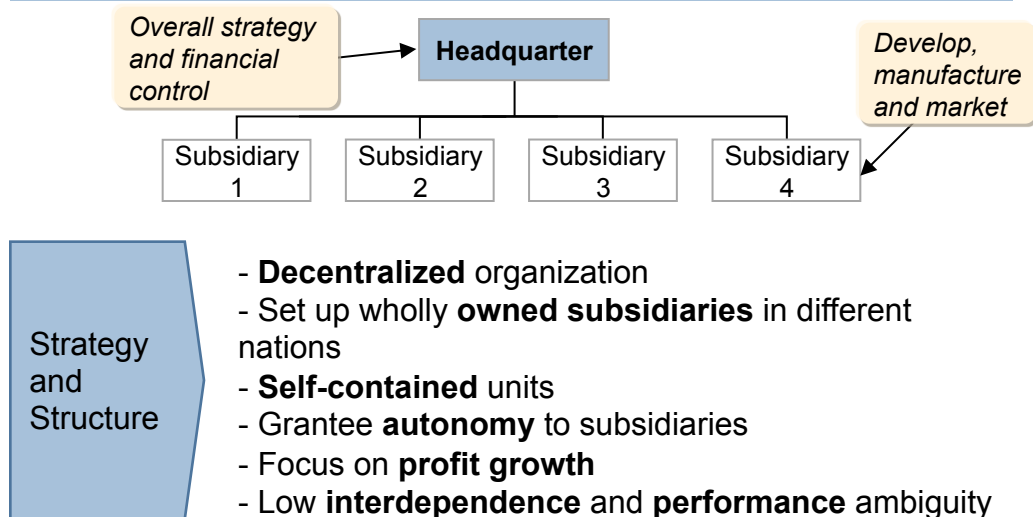 Overall strategy
and financial
control
Headquarter
Develop,
manufacture
and market
Subsidiary
1
Subsidiary
2
Subsidiary
3
Subsidiary
4
Strategy
and
Structure
- Decentralized organization
- Set up wholly owned subsidiaries in different
nations
- Self-contained units
- Grantee autonomy to subsidiaries
- Focus on profit growth
- Low interdependence and performance ambiguity